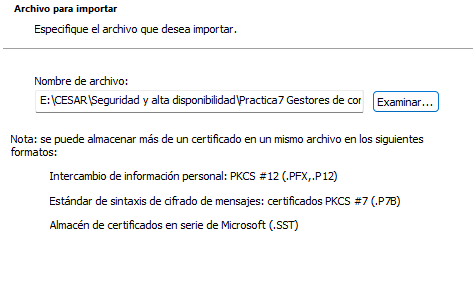 Archivo para importar
Especifique el archivo que desea importar.
Nombre de archivo:
E:\CESAR\Seguridad y alta disponibilidad\Practica7 Gestores de cor
Examinar...
Nota: se puede almacenar más de un certificado en un mismo archivo en los siguientes
formatos:
Intercambio de información personal: PKCS #12 (.PFX,.P12)
Estándar de sintaxis de cifrado de mensajes: certificados PKCS #7 (.P7B)
Almacén de certificados en serie de Microsoft (.SST)